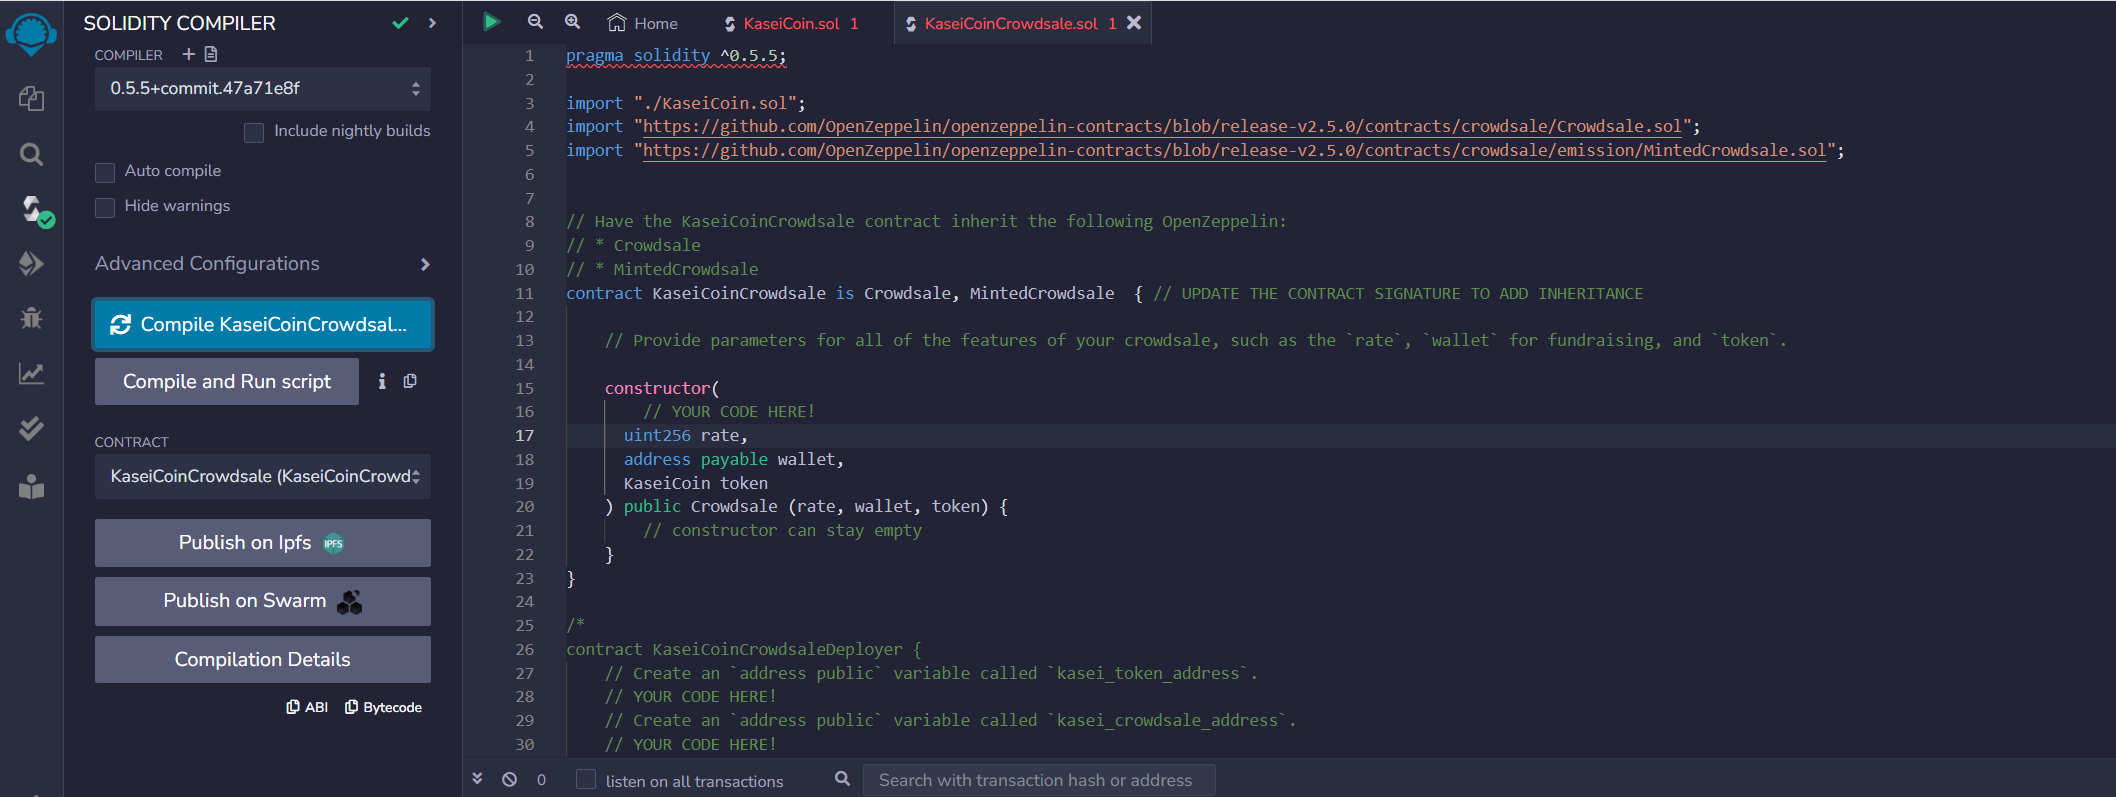 SOLIDITY COMPILER
COMPILER
0.5.5+commit.47a71e8f
Include nightly builds
Auto compile
Hide warnings
Advanced Configurations
Compile KaseiCoinCrowdsal...
Compile and Run script
CONTRACT
KaseiCoinCrowdsale (KaseiCoinCrowd
Publish on Ipfs IPFS
Publish on Swarm
Compilation Details
ABI Bytecode
Home KaseiCoin.sol 1 KaseiCoinCrowdsale.sol 1
1 pragma solidity ^0.5.5;
2
3 import "./KaseiCoin.sol";
4 import "https://github.com/OpenZeppelin/openzeppelin-contracts/blob/release-v2.5.0/contracts/crowdsale/Crowdsale.sol";
5 import "https://github.com/OpenZeppelin/openzeppelin-contracts/blob/release-v2.5.0/contracts/crowdsale/emission/MintedCrowdsale.sol";
6
7
8 // Have the KaseiCoinCrowdsale contract inherit the following OpenZeppelin:
9 // * Crowdsale
10 // * MintedCrowdsale
11 contract KaseiCoinCrowdsale is Crowdsale, MintedCrowdsale { // UPDATE THE CONTRACT SIGNATURE TO ADD INHERITANCE
12
13 // Provide parameters for all of the features of your crowdsale, such as the `rate`, `wallet` for fundraising, and `token`.
14
15 constructor(
16 // YOUR CODE HERE!
17 uint256 rate,
18 address payable wallet,
19 KaseiCoin token
20 ) public Crowdsale (rate, wallet, token) {
21 // constructor can stay empty
22 }
23 }
24
25 /*
26 contract KaseiCoinCrowdsaleDeployer {
27 // Create an `address public` variable called `kasei_token_address`.
28 // YOUR CODE HERE!
29 // Create an `address public` variable called `kasei_crowdsale_address`.
30 // YOUR CODE HERE!
0 listen on all transactions Search with transaction hash or address